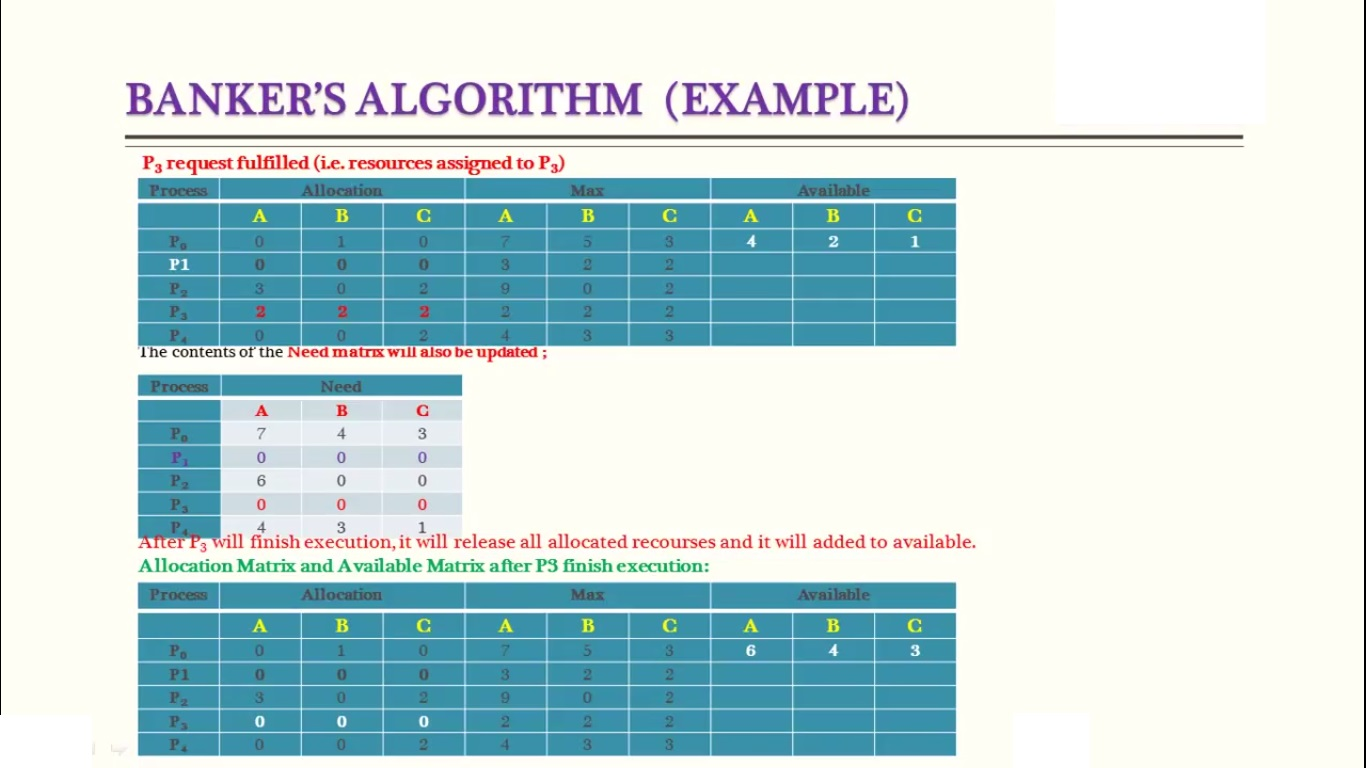 BANKER'S ALGORITHM (EXAMPLE)
P₃ request fulfilled (i.e. resources assigned to P₃)
Process Allocation Max Available
A B C A B C A B C
P₀ 0 1 0 7 5 3 4 2 1
P1 0 0 0 3 2 2
P₂ 3 0 2 9 0 2
P₃ 2 2 2 2 2 2
P₄ 0 0 2 4 3 3
The contents of the Need matrix will also be updated ;
Process Need
A B C
P₀ 7 4 3
P₁ 0 0 0
P₂ 6 0 0
P₃ 0 0 0
P₄ 4 3 1
After P₃ will finish execution, it will release all allocated recourses and it will added to available.
Allocation Matrix and Available Matrix after P3 finish execution:
Process Allocation Max Available
A B C A B C A B C
P₀ 0 1 0 7 5 3 6 4 3
P1 0 0 0 3 2 2
P₂ 3 0 2 9 0 2
P₃ 0 0 0 2 2 2
P₄ 0 0 2 4 3 3